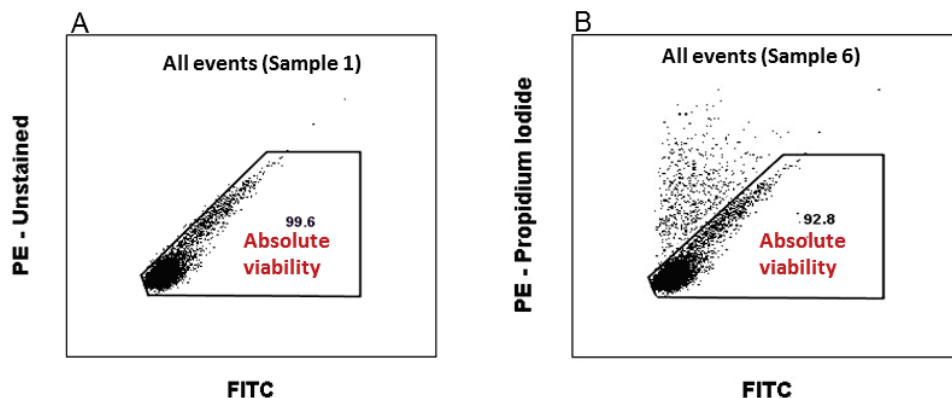 A
All events (Sample 1)
PE - Unstained
99.6
Absolute
viability
FITC
B
All events (Sample 6)
PE - Propidium Iodide
92.8
Absolute
viability
FITC